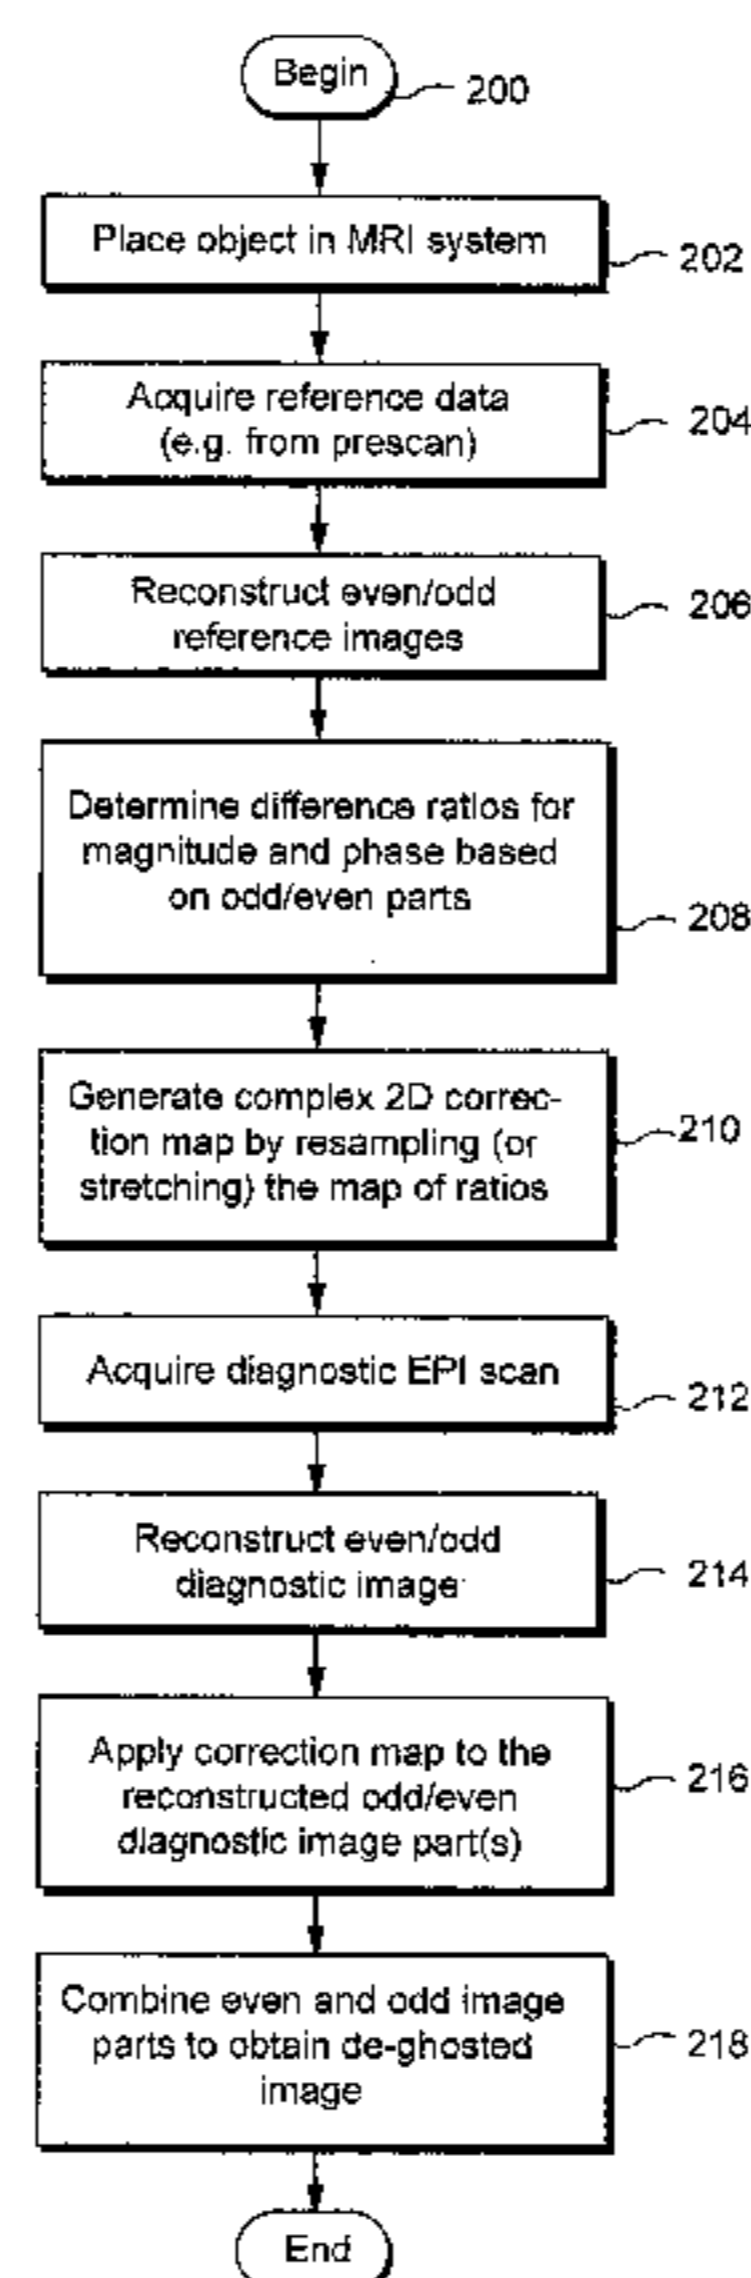 Begin
200
Place object in MRI system
202
Acquire reference data
(e.g. from prescan)
204
Reconstruct even/odd
reference images
206
Determine difference ratios for
magnitude and phase based
on odd/even parts
208
Generate complex 2D correc-
tion map by resampling (or
stretching) the map of ratios
210
Acquire diagnostic EPI scan
212
Reconstruct even/odd
diagnostic image
214
Apply correction map to the
reconstructed odd/even
diagnostic image part(s)
216
Combine even and odd image
parts to obtain de-ghosted
image
218
End